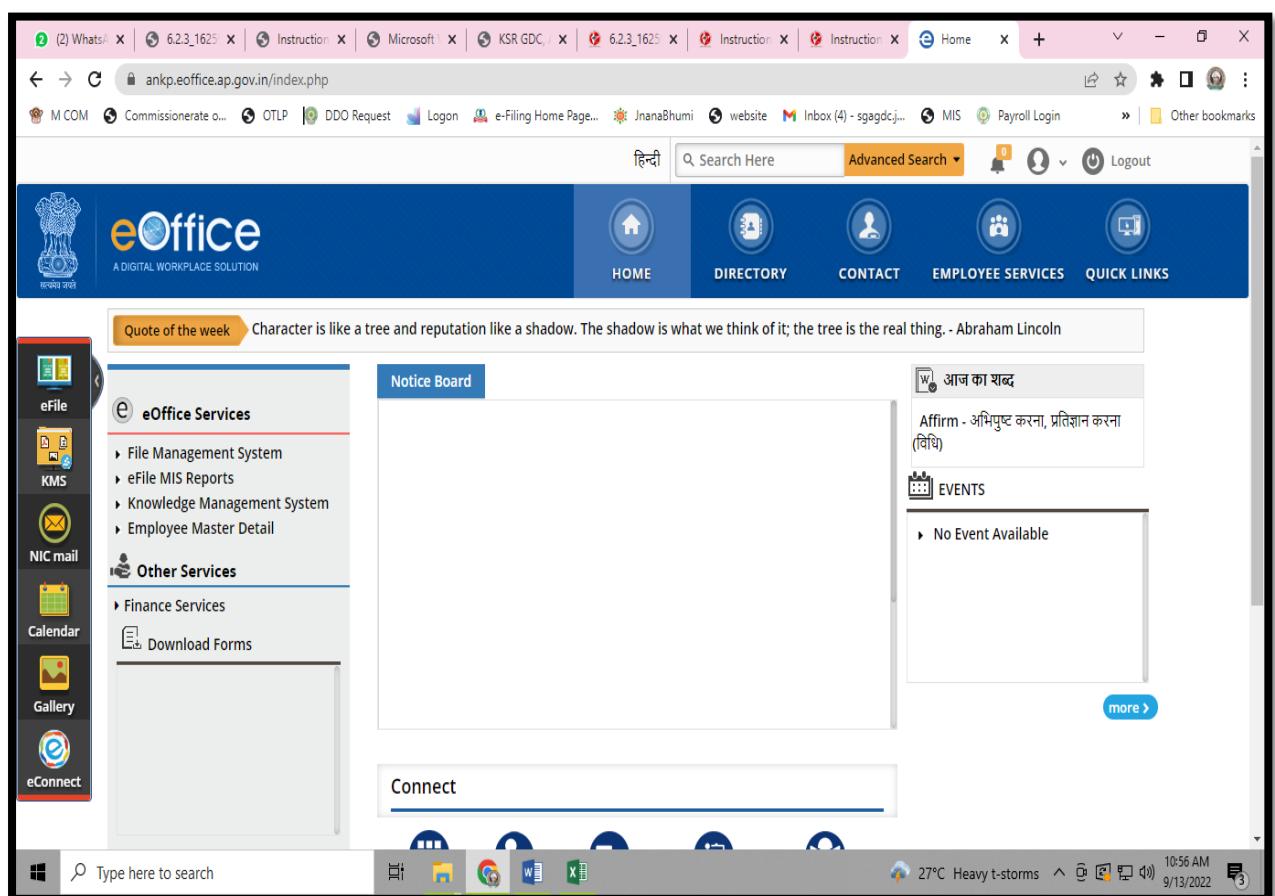 (2) WhatsA
6.2.3_1625
Instruction
Microsoft
KSR GDC,
6.2.3_1625
Instruction
Instruction
Home
ankp.eoffice.ap.gov.in/index.php
M COM
Commissionerate o...
OTLP
DDO Request
Logon
e-Filing Home Page...
JnanaBhumi
website
Inbox (4) - sgagdc.j...
MIS
Payroll Login
»
Other bookmarks
हिन्दी
Search Here
Advanced Search
0
Logout
सत्यमेव जयते
eOffice
A DIGITAL WORKPLACE SOLUTION
HOME
DIRECTORY
CONTACT
EMPLOYEE SERVICES
QUICK LINKS
Quote of the week
Character is like a tree and reputation like a shadow. The shadow is what we think of it; the tree is the real thing. - Abraham Lincoln
eFile
KMS
NIC mail
Calendar
Gallery
eConnect
eOffice Services
File Management System
eFile MIS Reports
Knowledge Management System
Employee Master Detail
Other Services
Finance Services
Download Forms
Notice Board
आज का शब्द
Affirm - अभिपुष्ट करना, प्रतिज्ञान करना
(विधि)
EVENTS
No Event Available
more
Connect
Type here to search
27°C Heavy t-storms
10:56 AM
9/13/2022
3